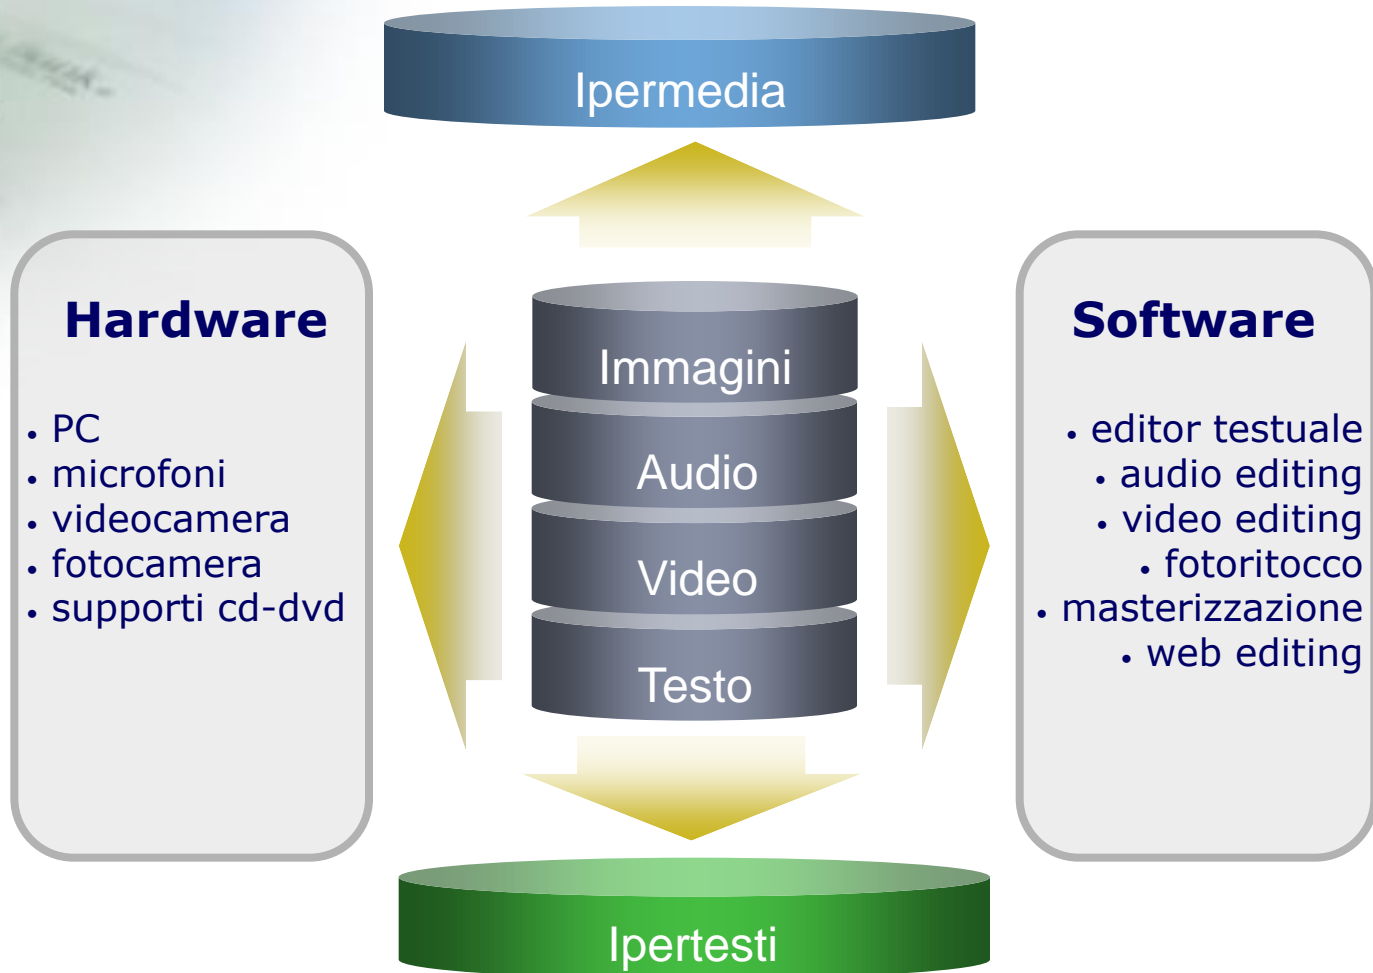 Ipermedia
Hardware
• PC
• microfoni
• videocamera
• fotocamera
• supporti cd-dvd
Immagini
Audio
Video
Testo
Software
• editor testuale
• audio editing
• video editing
• fotoritocco
• masterizzazione
• web editing
Ipertesti